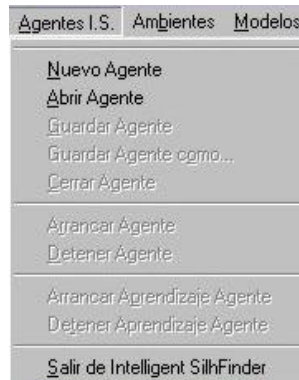 Agentes I.S. Ambientes Modelos
Nuevo Agente
Abrir Agente
Guardar Agente
Guardar Agente como...
Cerrar Agente
Arrancar Agente
Detener Agente
Arrancar Aprendizaje Agente
Detener Aprendizaje Agente
Salir de Intelligent SilhFinder